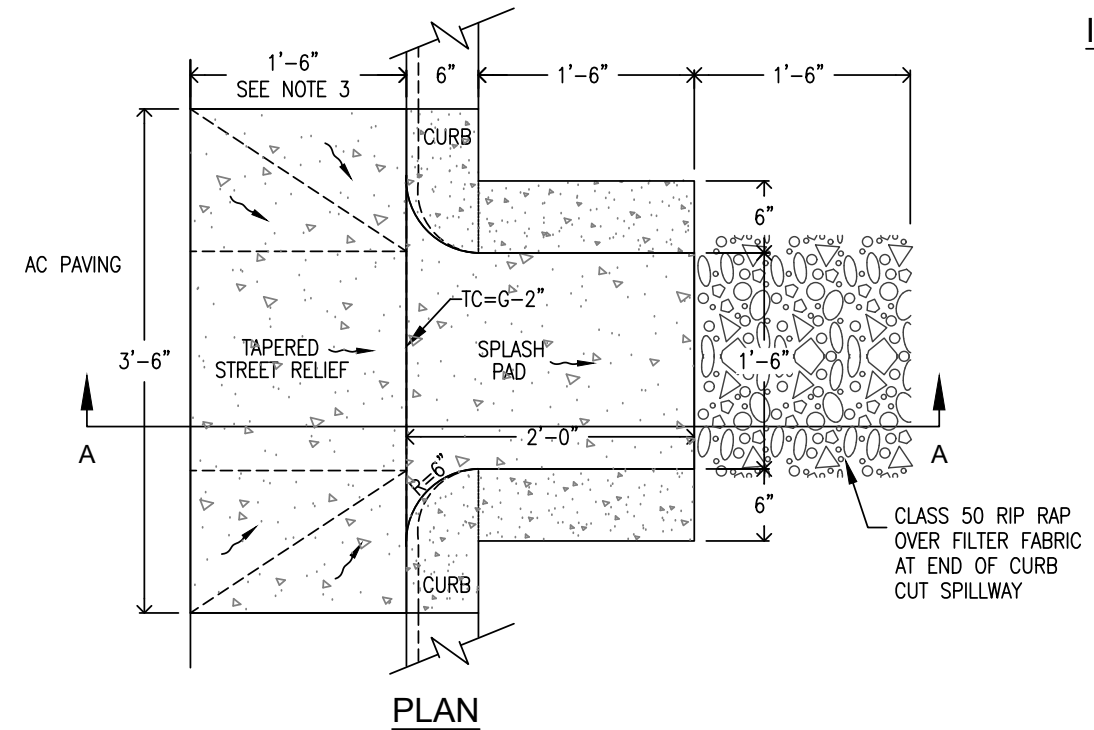 I
1'-6"
SEE NOTE 3
6"
1'-6"
1'-6"
CURB
6"
AC PAVING
TC=G-2"
3'-6"
TAPERED
STREET RELIEF
SPLASH
PAD
1'-6"
A
A
2'-0"
R=6"
6"
CURB
CLASS 50 RIP RAP
OVER FILTER FABRIC
AT END OF CURB
CUT SPILLWAY
PLAN